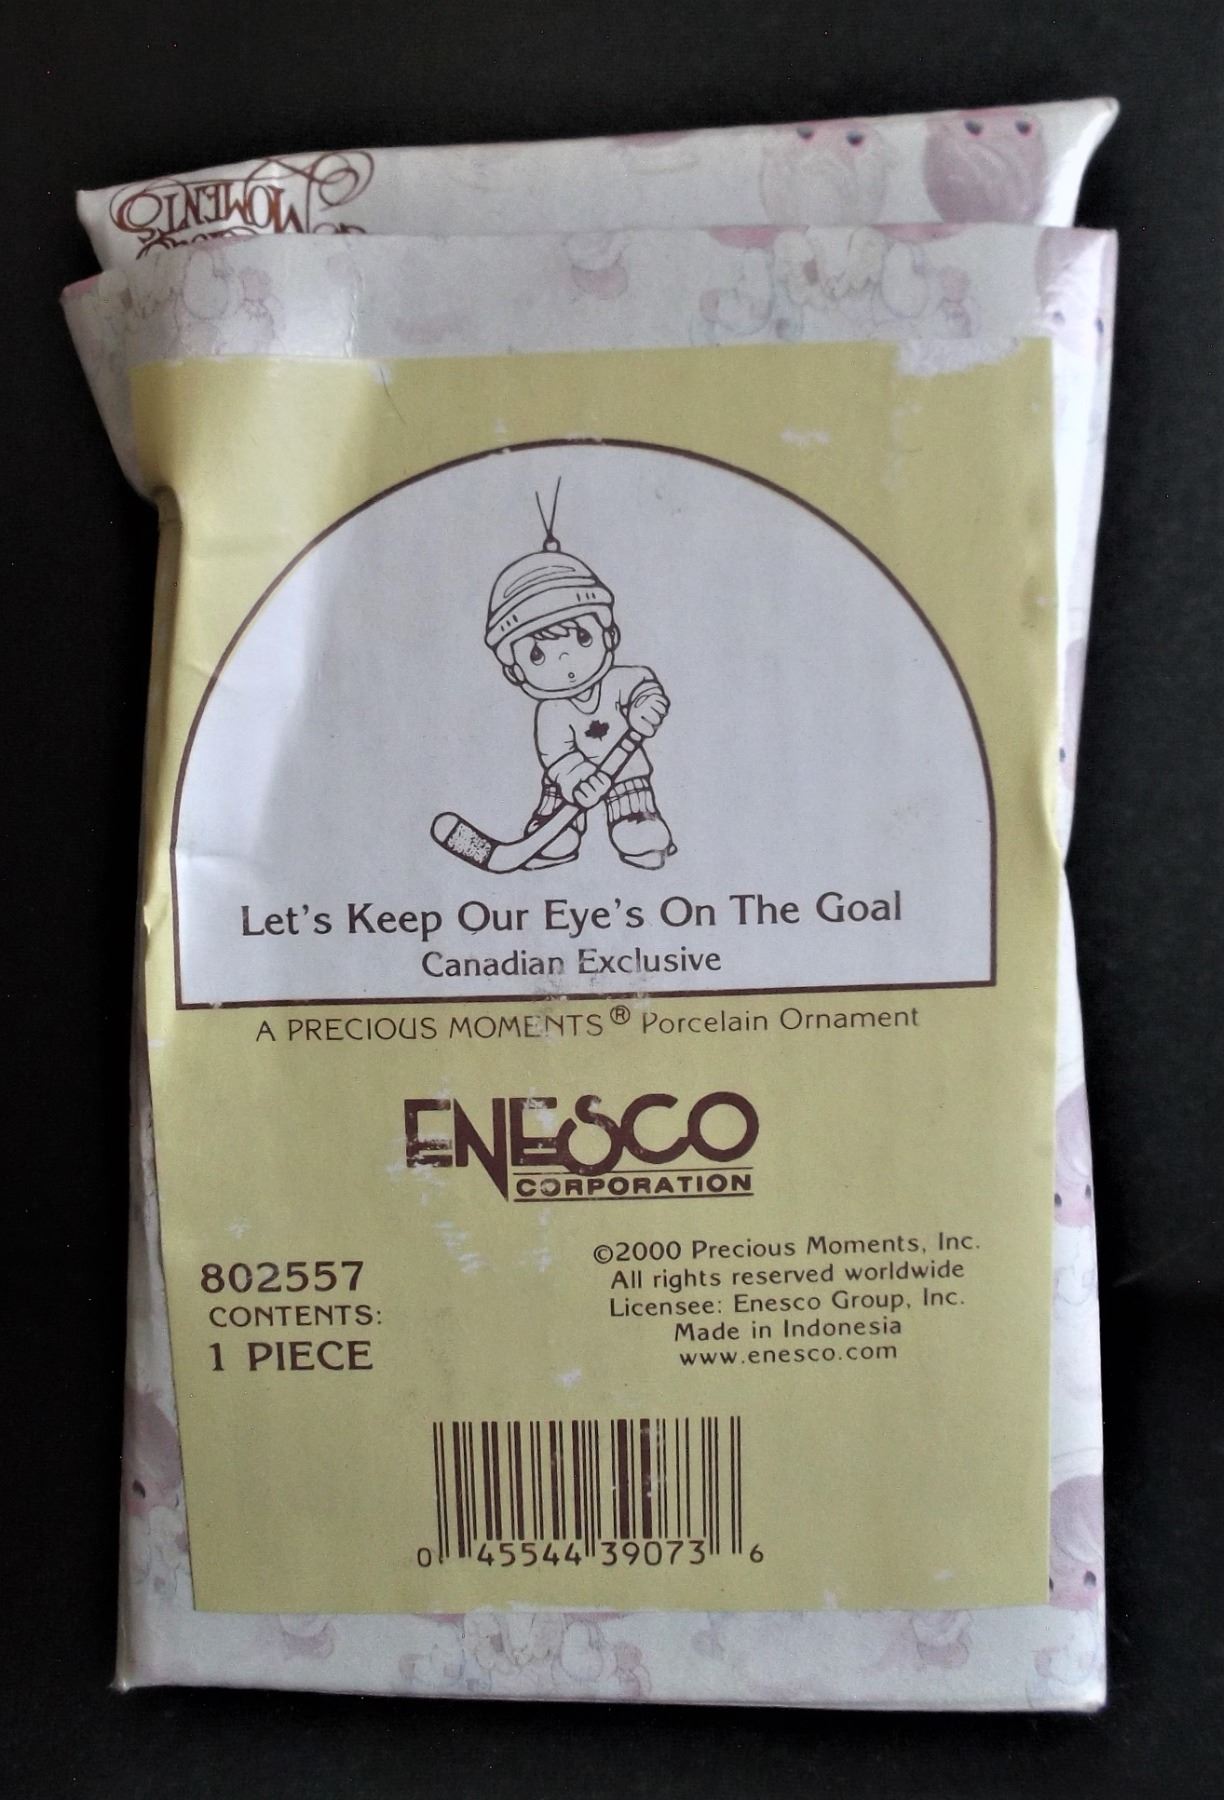 MOMENTS
Let's Keep Our Eye's On The Goal
Canadian Exclusive
A PRECIOUS MOMENTS® Porcelain Ornament
ENESCO
CORPORATION
802557
CONTENTS:
1 PIECE
©2000 Precious Moments, Inc.
All rights reserved worldwide
Licensee: Enesco Group, Inc.
Made in Indonesia
www.enesco.com
0 45544 39073 6